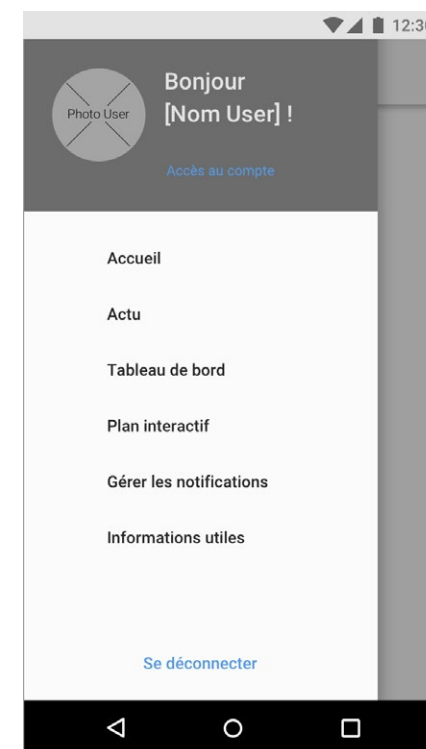 12:30
Bonjour
[Nom User] !
Photo User
Accès au compte
Accueil
Actu
Tableau de bord
Plan interactif
Gérer les notifications
Informations utiles
Se déconnecter